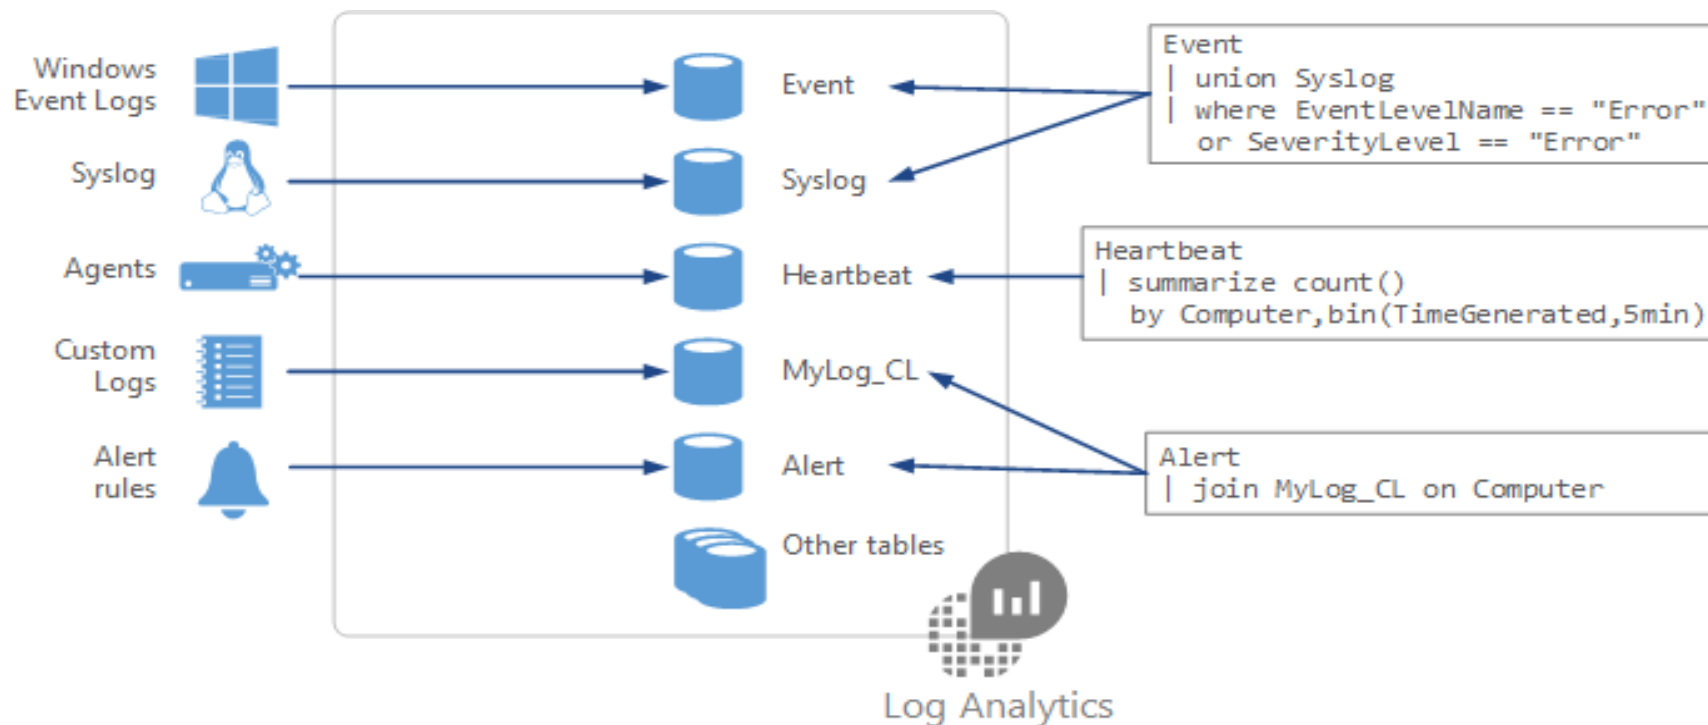 Windows
Event Logs
Syslog
Agents
Custom
Logs
Alert
rules
Event
Syslog
Heartbeat
MyLog_CL
Alert
Other tables
Event
| union Syslog
| where EventLevelName == "Error"
or SeverityLevel == "Error"
Heartbeat
| summarize count()
by Computer,bin(TimeGenerated,5min)
Alert
| join MyLog_CL on Computer
Log Analytics